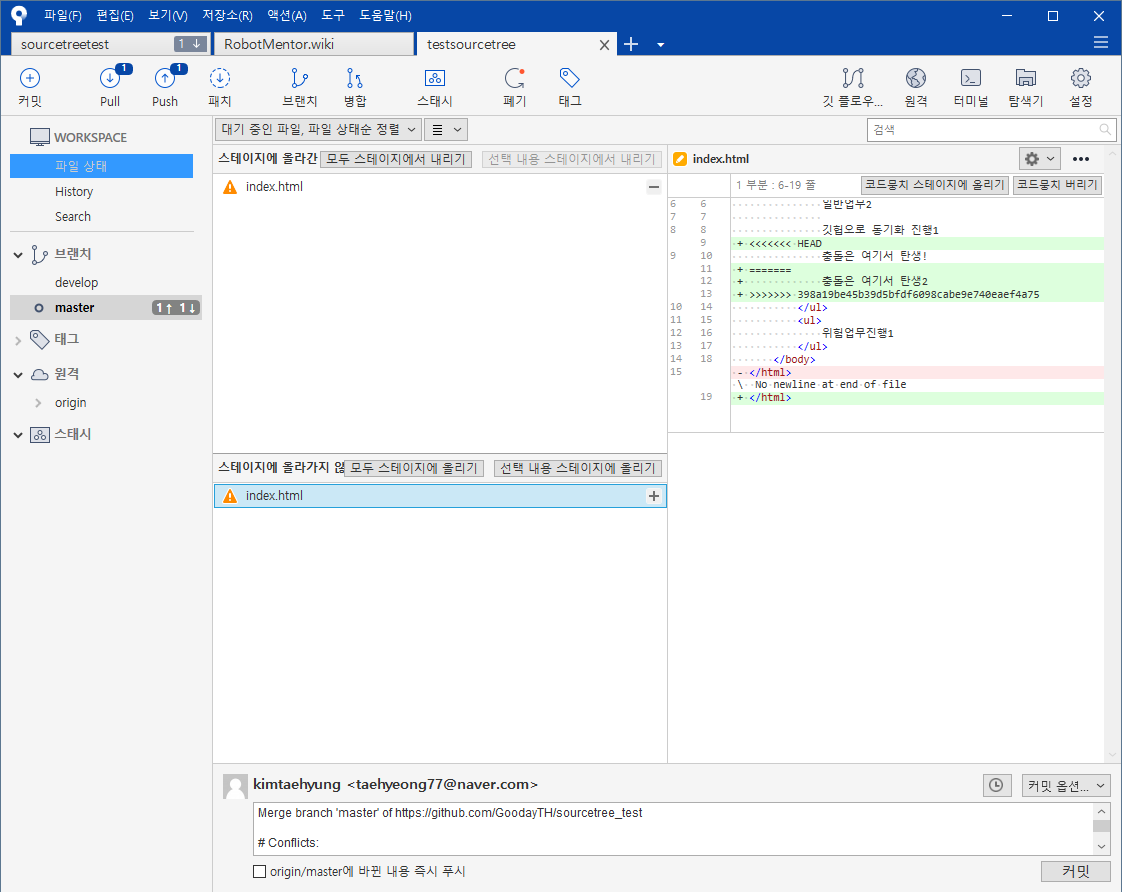 파일(F) 편집(E) 보기(V) 저장소(R) 액션(A) 도구 도움말(H)
sourcetreetest 1 ↓ RobotMentor.wiki testsourcetree
1 1
커밋 Pull Push 패치 브랜치 병합 스태시 폐기 태그 깃 플로우... 원격 터미널 탐색기 설정
WORKSPACE
파일 상태
History
Search
브랜치
develop
master 1↑ 1↓
태그
원격
origin
스태시
대기 중인 파일, 파일 상태순 정렬
검색
스테이지에 올라간 모두 스테이지에서 내리기 선택 내용 스테이지에서 내리기
index.html
스테이지에 올라가지 않 모두 스테이지에 올리기 선택 내용 스테이지에 올리기
index.html
index.html
1 부분 : 6-19 줄 코드뭉치 스테이지에 올리기 코드뭉치 버리기
6 6 일반업무2
7 7
8 8 깃헙으로 동기화 진행1
9 + <<<<<<< HEAD
9 10 충돌은 여기서 탄생!
11 + =======
12 + 충돌은 여기서 탄생2
13 + >>>>>>> 398a19be45b39d5bfdf6098cabe9e740eaef4a75
10 14 </ul>
11 15 <ul>
12 16 위험업무진행1
13 17 </ul>
14 18 </body>
15 - </html>
\ No newline at end of file
19 + </html>
kimtaehyung <taehyeong77@naver.com>
커밋 옵션...
Merge branch 'master' of https://github.com/GoodayTH/sourcetree_test
# Conflicts:
origin/master에 바뀐 내용 즉시 푸시
커밋